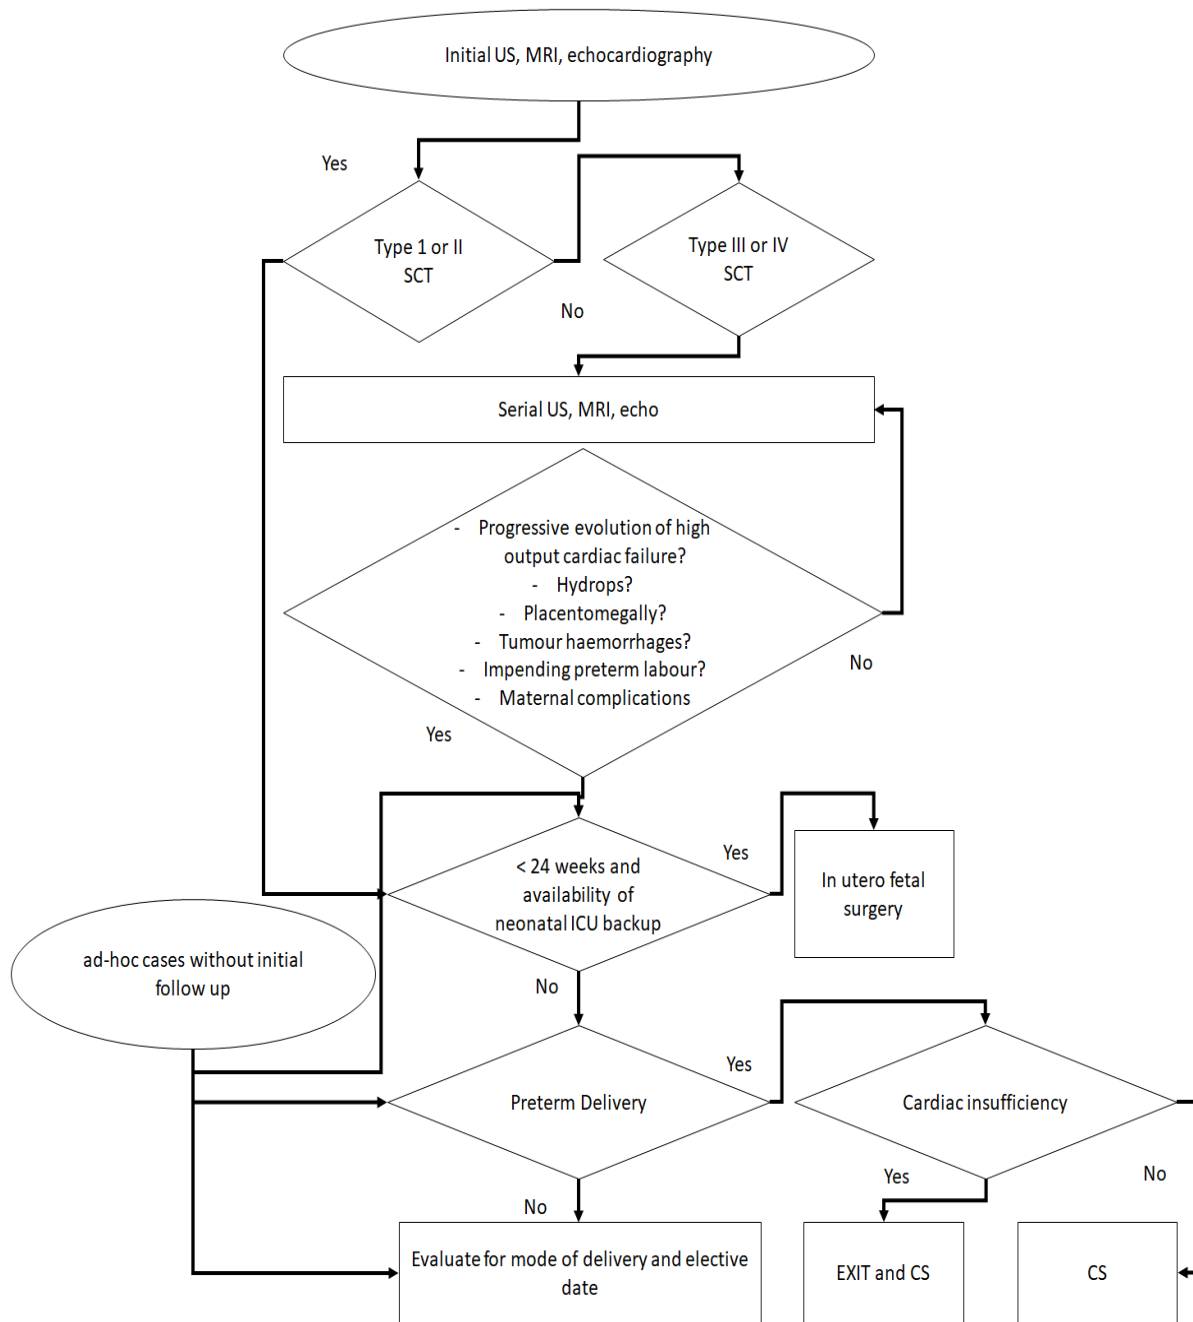 Initial US, MRI, echocardiography
Yes
Type 1 or II
SCT
Type III or IV
SCT
No
Serial US, MRI, echo
- Progressive evolution of high
output cardiac failure?
- Hydrops?
- Placentomegally?
- Tumour haemorrhages?
- Impending preterm labour?
- Maternal complications
No
Yes
< 24 weeks and
availability of
neonatal ICU backup
Yes
In utero fetal
surgery
ad-hoc cases without initial
follow up
No
Preterm Delivery
Yes
Cardiac insufficiency
Yes
No
No
Evaluate for mode of delivery and elective
date
EXIT and CS
CS